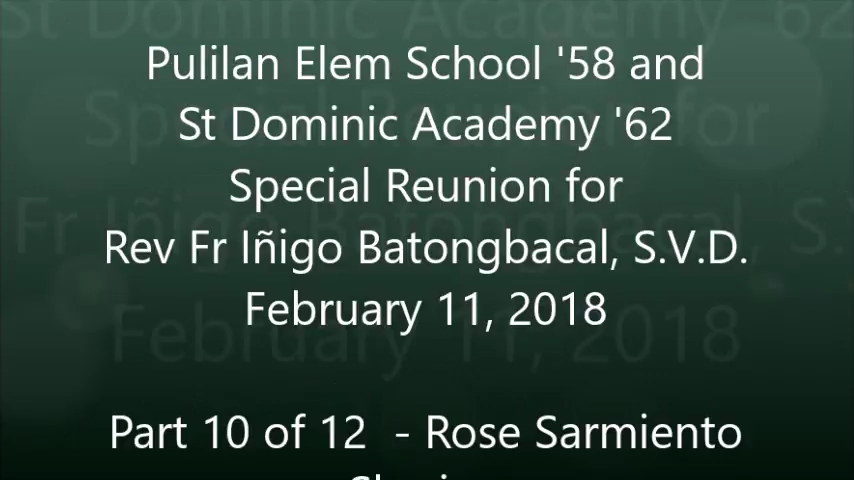 Pulilan Elem School '58 and
St Dominic Academy '62
Special Reunion for
Rev Fr Iñigo Batongbacal, S.V.D.
February 11, 2018
Part 10 of 12 - Rose Sarmiento